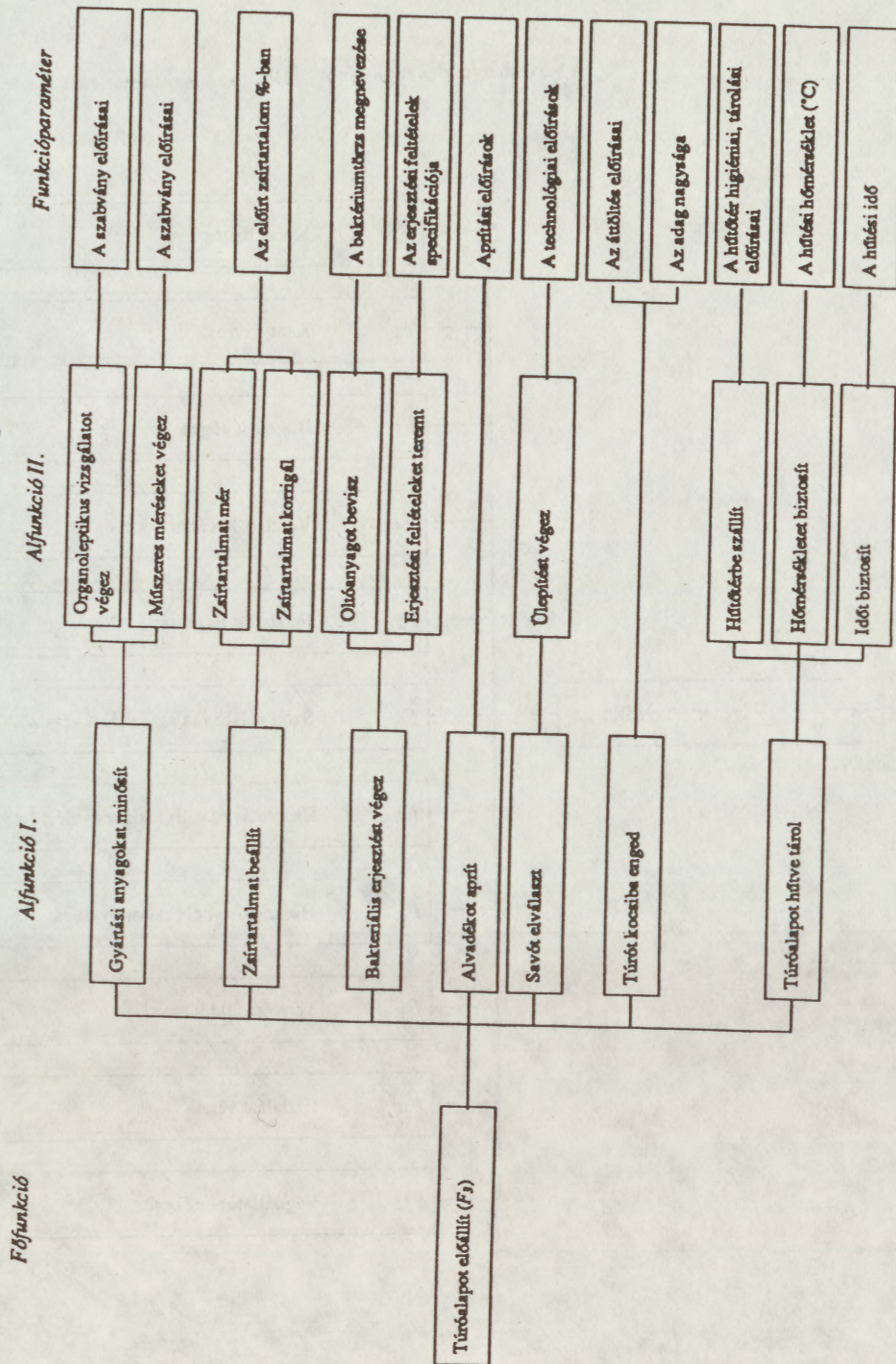 Főfunkció
Alfunkció I.
Alfunkció II.
Funkcióparaméter
Túróalapot előállít (F3)
Gyártási anyagokat minősít
Organoleptikus vizsgálatot
végez
A szabvány előírásai
Műszeres méréseket végez
A szabvány előírásai
Zsírtartalmat beállít
Zsírtartalmat mér
Zsírtartalmat korrigál
Az előírt zsírtartalom %-ban
Bakteriális erjesztést végez
Oltóanyagot bevisz
A baktériumtörzs megnevezése
Erjesztési feltételeket teremt
Az erjesztési feltételek
specifikációja
Alvadékot aprít
Aprítási előírások
Savót elválaszt
Ülepítést végez
A technológiai előírások
Túrót kocsiba enged
Az áttöltés előírásai
Az adag nagysága
Túróalapot hűtve tárol
Hűtőtérbe szállít
A hűtőtér higiéniai, tárolási
előírásai
Hőmérsékletet biztosít
A hűtési hőmérséklet (°C)
Időt biztosít
A hűtési idő